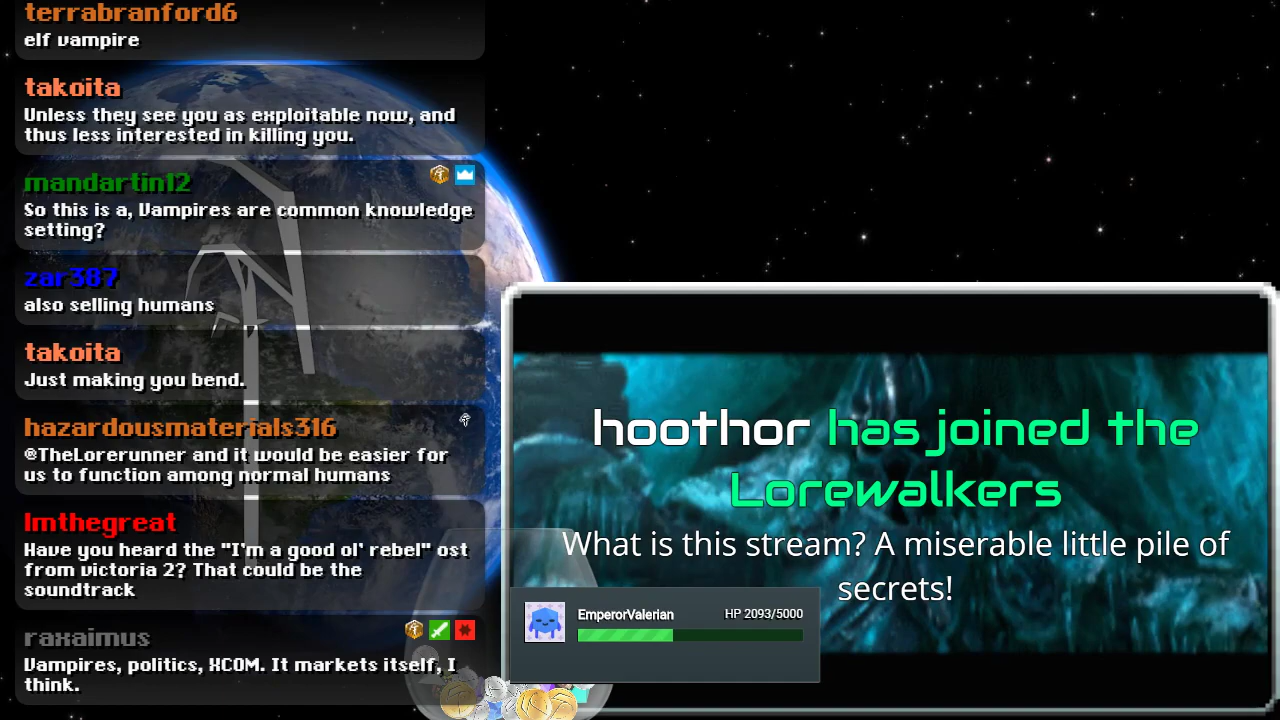 terrabranford6
elf vampire
takoita
Unless they see you as exploitable now, and
thus less interested in killing you.
mandartin12
So this is a, Vampires are common knowledge
setting?
zar387
also selling humans
takoita
Just making you bend.
hazardousmaterials316
@TheLorerunner and it would be easier for
us to function among normal humans
lmthegreat
Have you heard the "I'm a good ol' rebel" ost
from victoria 2? That could be the
soundtrack
raxaimus
Vampires, politics, XCOM. It markets itself, I
think.
hoothor has joined the
Lorewalkers
What is this stream? A miserable little pile of
secrets!
EmperorValerian HP 2093/5000